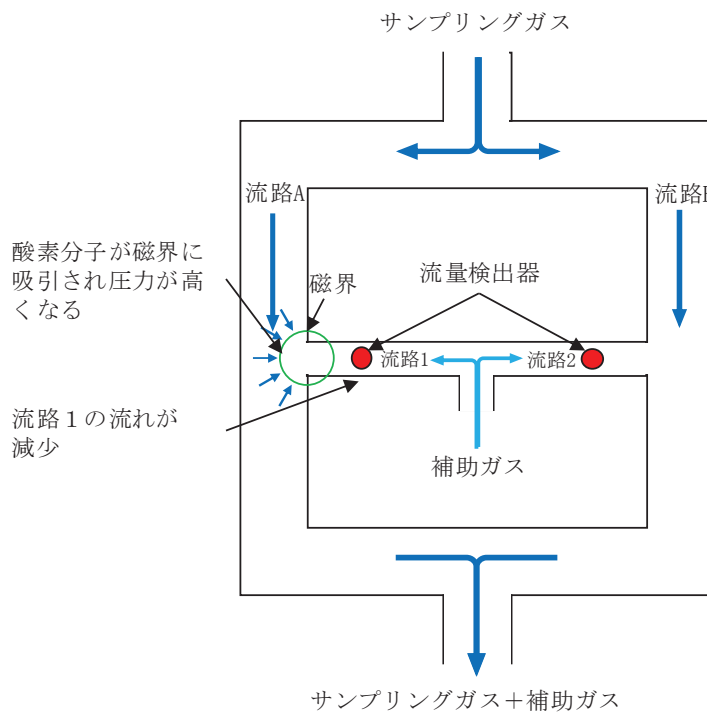 サンプリングガス
流路A
流路B
酸素分子が磁界に
吸引され圧力が高
くなる
磁界
流量検出器
流路1
流路2
流路１の流れが
減少
補助ガス
サンプリングガス＋補助ガス